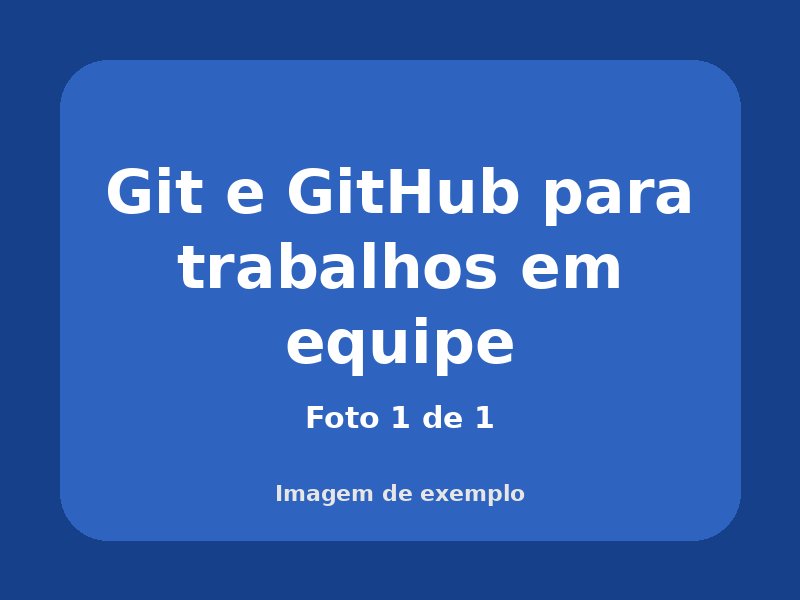 Git e GitHub para
trabalhos em
equipe
Foto 1 de 1
Imagem de exemplo